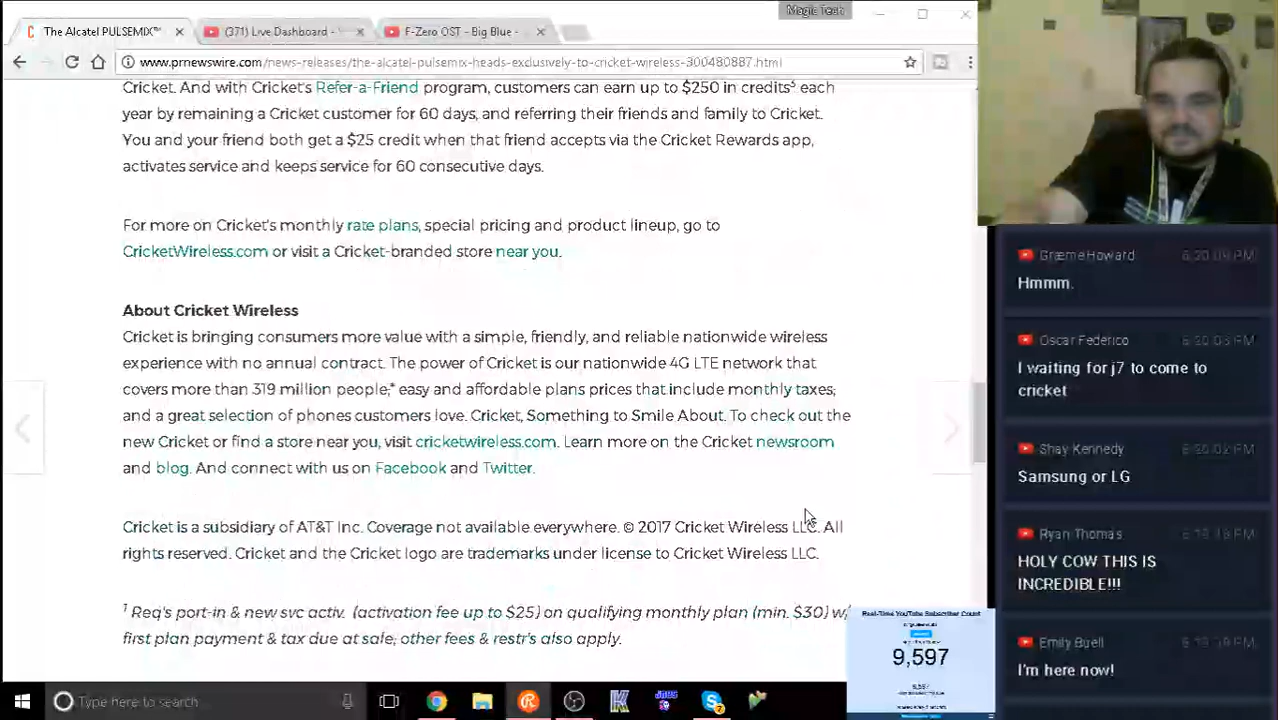 Magic Tech
The Alcatel PULSEMIX™
(371) Live Dashboard -
F-Zero OST - Big Blue -
www.prnewswire.com/news-releases/the-alcatel-pulsemix-heads-exclusively-to-cricket-wireless-300480887.html
Cricket. And with Cricket's Refer-a-Friend program, customers can earn up to $250 in credits⁵ each
year by remaining a Cricket customer for 60 days, and referring their friends and family to Cricket.
You and your friend both get a $25 credit when that friend accepts via the Cricket Rewards app,
activates service and keeps service for 60 consecutive days.
For more on Cricket's monthly rate plans, special pricing and product lineup, go to
CricketWireless.com or visit a Cricket-branded store near you.
About Cricket Wireless
Cricket is bringing consumers more value with a simple, friendly, and reliable nationwide wireless
experience with no annual contract. The power of Cricket is our nationwide 4G LTE network that
covers more than 319 million people;* easy and affordable plans prices that include monthly taxes;
and a great selection of phones customers love. Cricket, Something to Smile About. To check out the
new Cricket or find a store near you, visit cricketwireless.com. Learn more on the Cricket newsroom
and blog. And connect with us on Facebook and Twitter.
Cricket is a subsidiary of AT&T Inc. Coverage not available everywhere. © 2017 Cricket Wireless LLC. All
rights reserved. Cricket and the Cricket logo are trademarks under license to Cricket Wireless LLC.
¹ Req's port-in & new svc activ. (activation fee up to $25) on qualifying monthly plan (min. $30) w/
first plan payment & tax due at sale; other fees & restr's also apply.
Graeme Howard
Hmmm.
Oscar Federico
I waiting for j7 to come to
cricket
Shay Kennedy
Samsung or LG
Ryan Thomas
HOLY COW THIS IS
INCREDIBLE!!!
Emily Buell
I'm here now!
Real-Time YouTube Subscriber Count
9,597
Type here to search